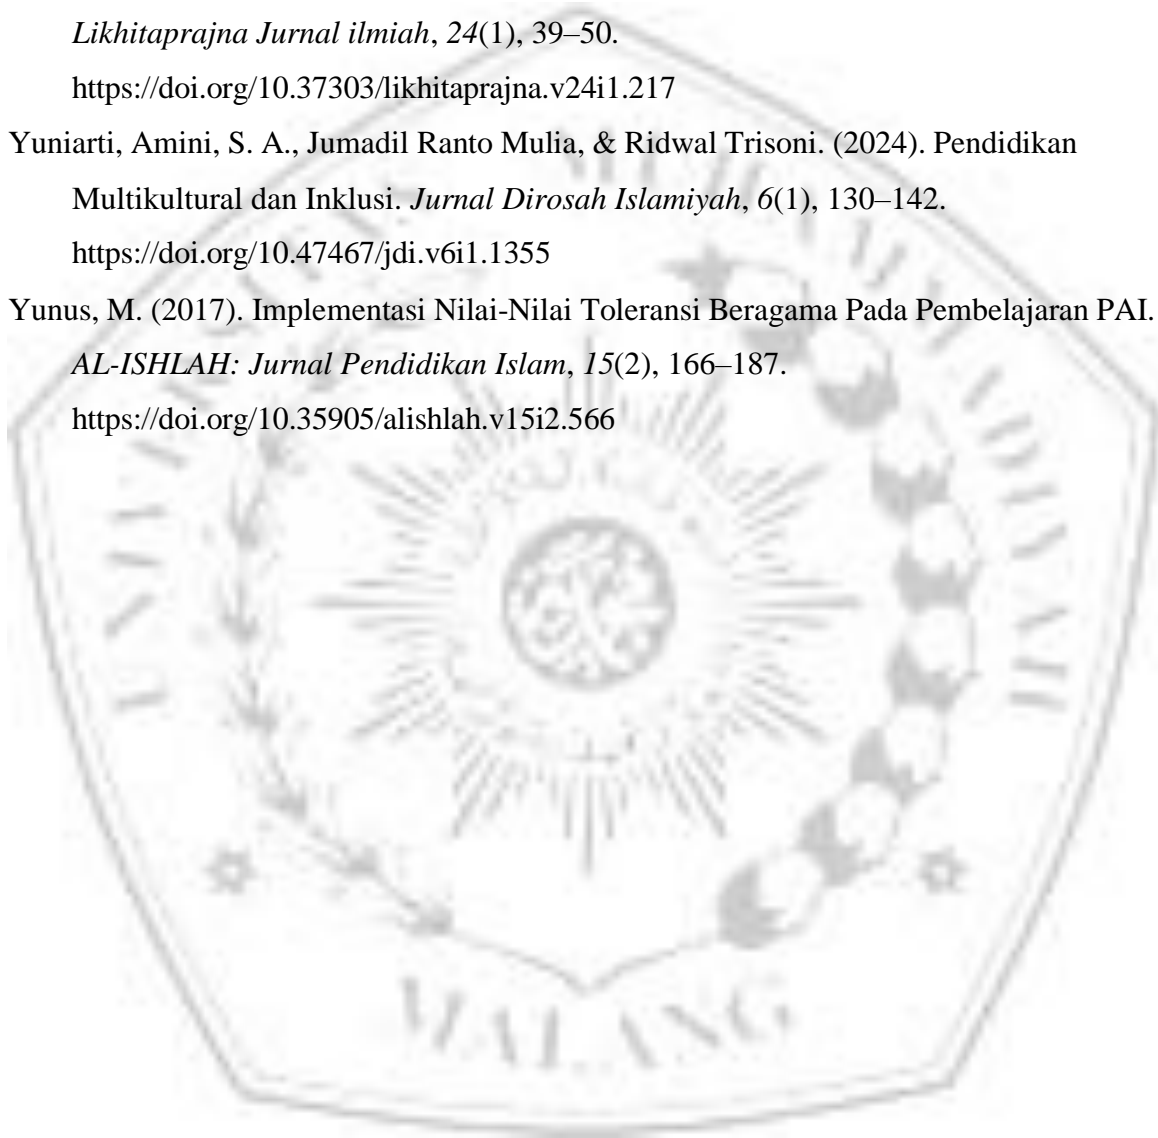 Likhitaprajna Jurnal ilmiah, 24(1), 39–50.
https://doi.org/10.37303/likhitaprajna.v24i1.217
Yuniarti, Amini, S. A., Jumadil Ranto Mulia, & Ridwal Trisoni. (2024). Pendidikan
Multikultural dan Inklusi. Jurnal Dirosah Islamiyah, 6(1), 130–142.
https://doi.org/10.47467/jdi.v6i1.1355
Yunus, M. (2017). Implementasi Nilai-Nilai Toleransi Beragama Pada Pembelajaran PAI.
AL-ISHLAH: Jurnal Pendidikan Islam, 15(2), 166–187.
https://doi.org/10.35905/alishlah.v15i2.566
MALANG